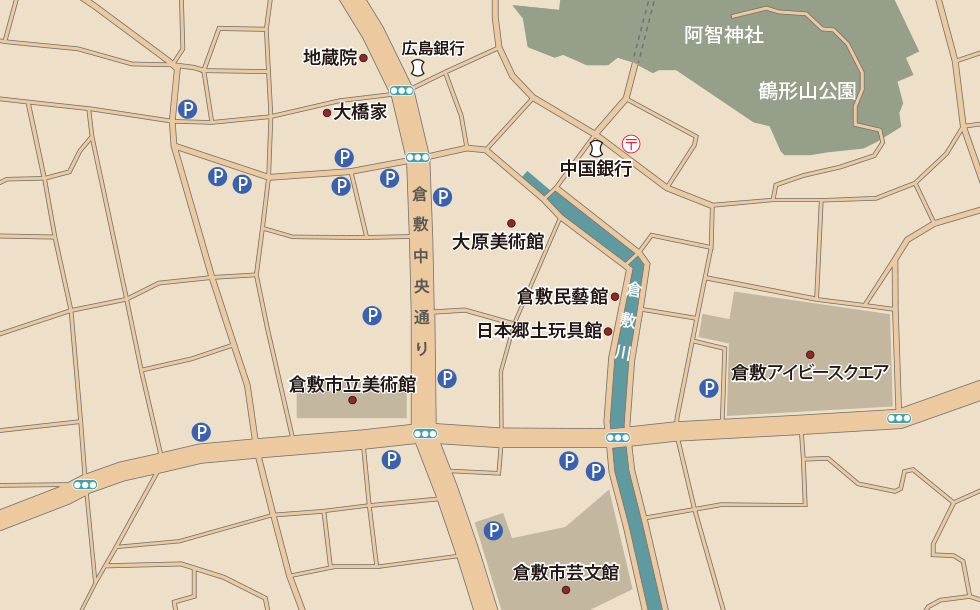 阿智神社
広島銀行
地蔵院
鶴形山公園
P
大橋家
〒
P
中国銀行
P
P
P
P
P
倉敷中央通り
大原美術館
倉敷民藝館
倉敷川
P
日本郷土玩具館
倉敷アイビースクエア
P
倉敷市立美術館
P
P
P
P
P
P
倉敷市芸文館